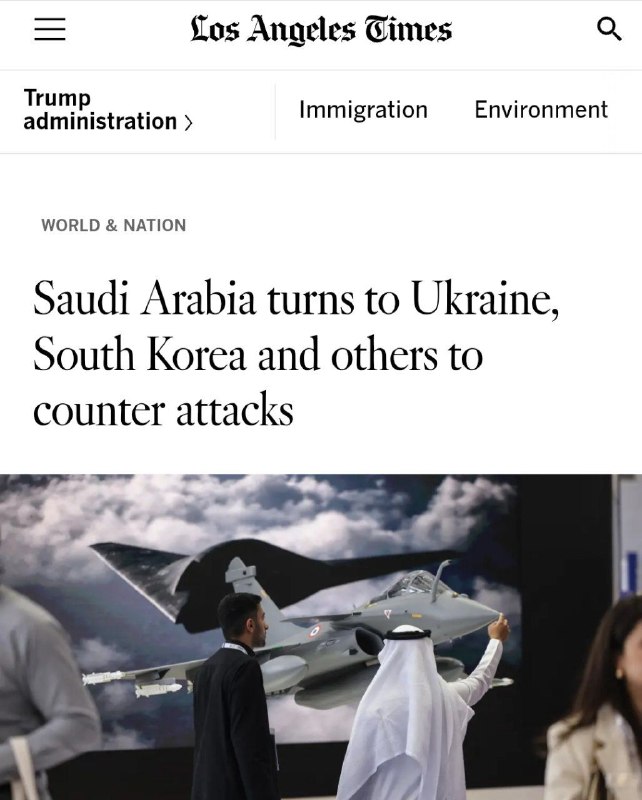 Los Angeles Times
Trump
administration >
Immigration
Environment
WORLD & NATION
Saudi Arabia turns to Ukraine,
South Korea and others to
counter attacks